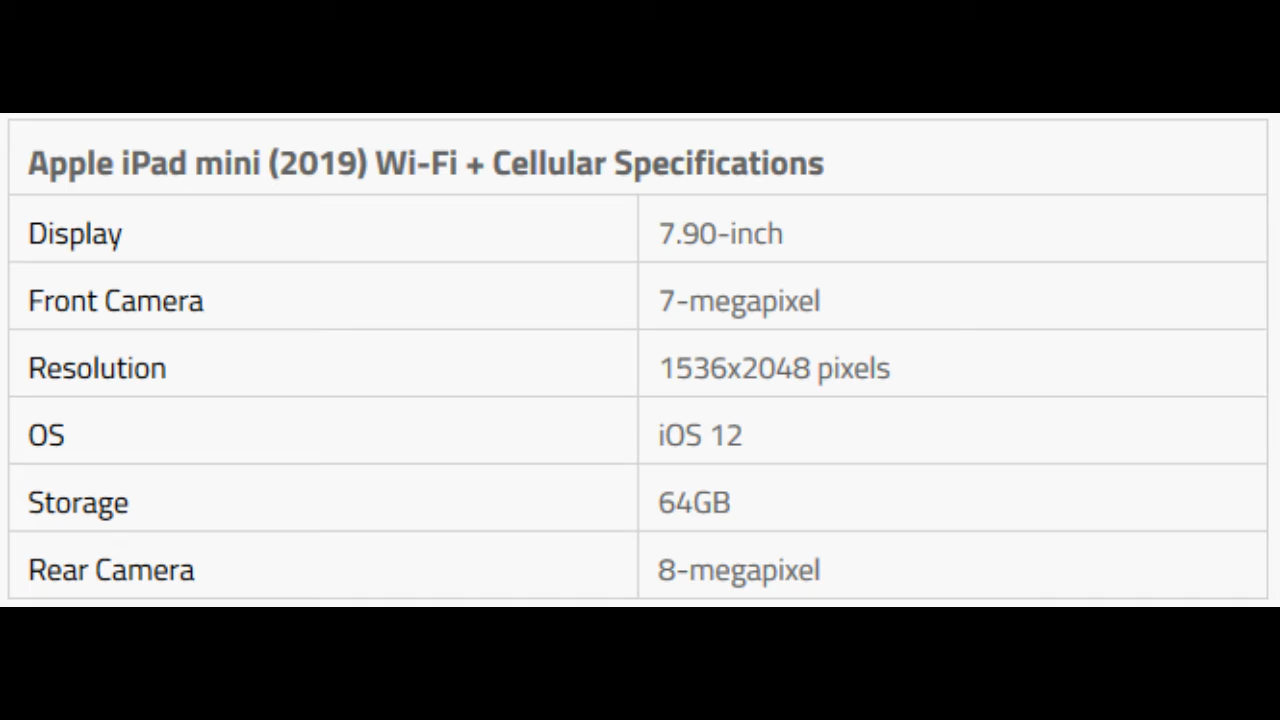 Apple iPad mini (2019) Wi-Fi + Cellular Specifications
Display 7.90-inch
Front Camera 7-megapixel
Resolution 1536x2048 pixels
OS iOS 12
Storage 64GB
Rear Camera 8-megapixel